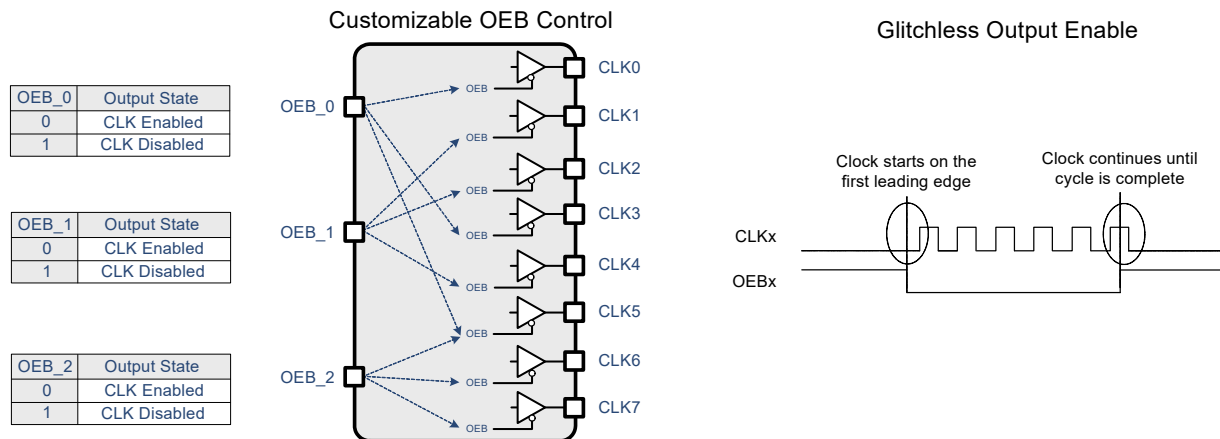 Customizable OEB Control
Glitchless Output Enable
OEB_0 Output State
0 CLK Enabled
1 CLK Disabled
OEB_1 Output State
0 CLK Enabled
1 CLK Disabled
OEB_2 Output State
0 CLK Enabled
1 CLK Disabled
OEB_0
OEB_1
OEB_2
OEB
OEB
OEB
OEB
OEB
OEB
OEB
OEB
CLK0
CLK1
CLK2
CLK3
CLK4
CLK5
CLK6
CLK7
Clock starts on the
first leading edge
Clock continues until
cycle is complete
CLKx
OEBx